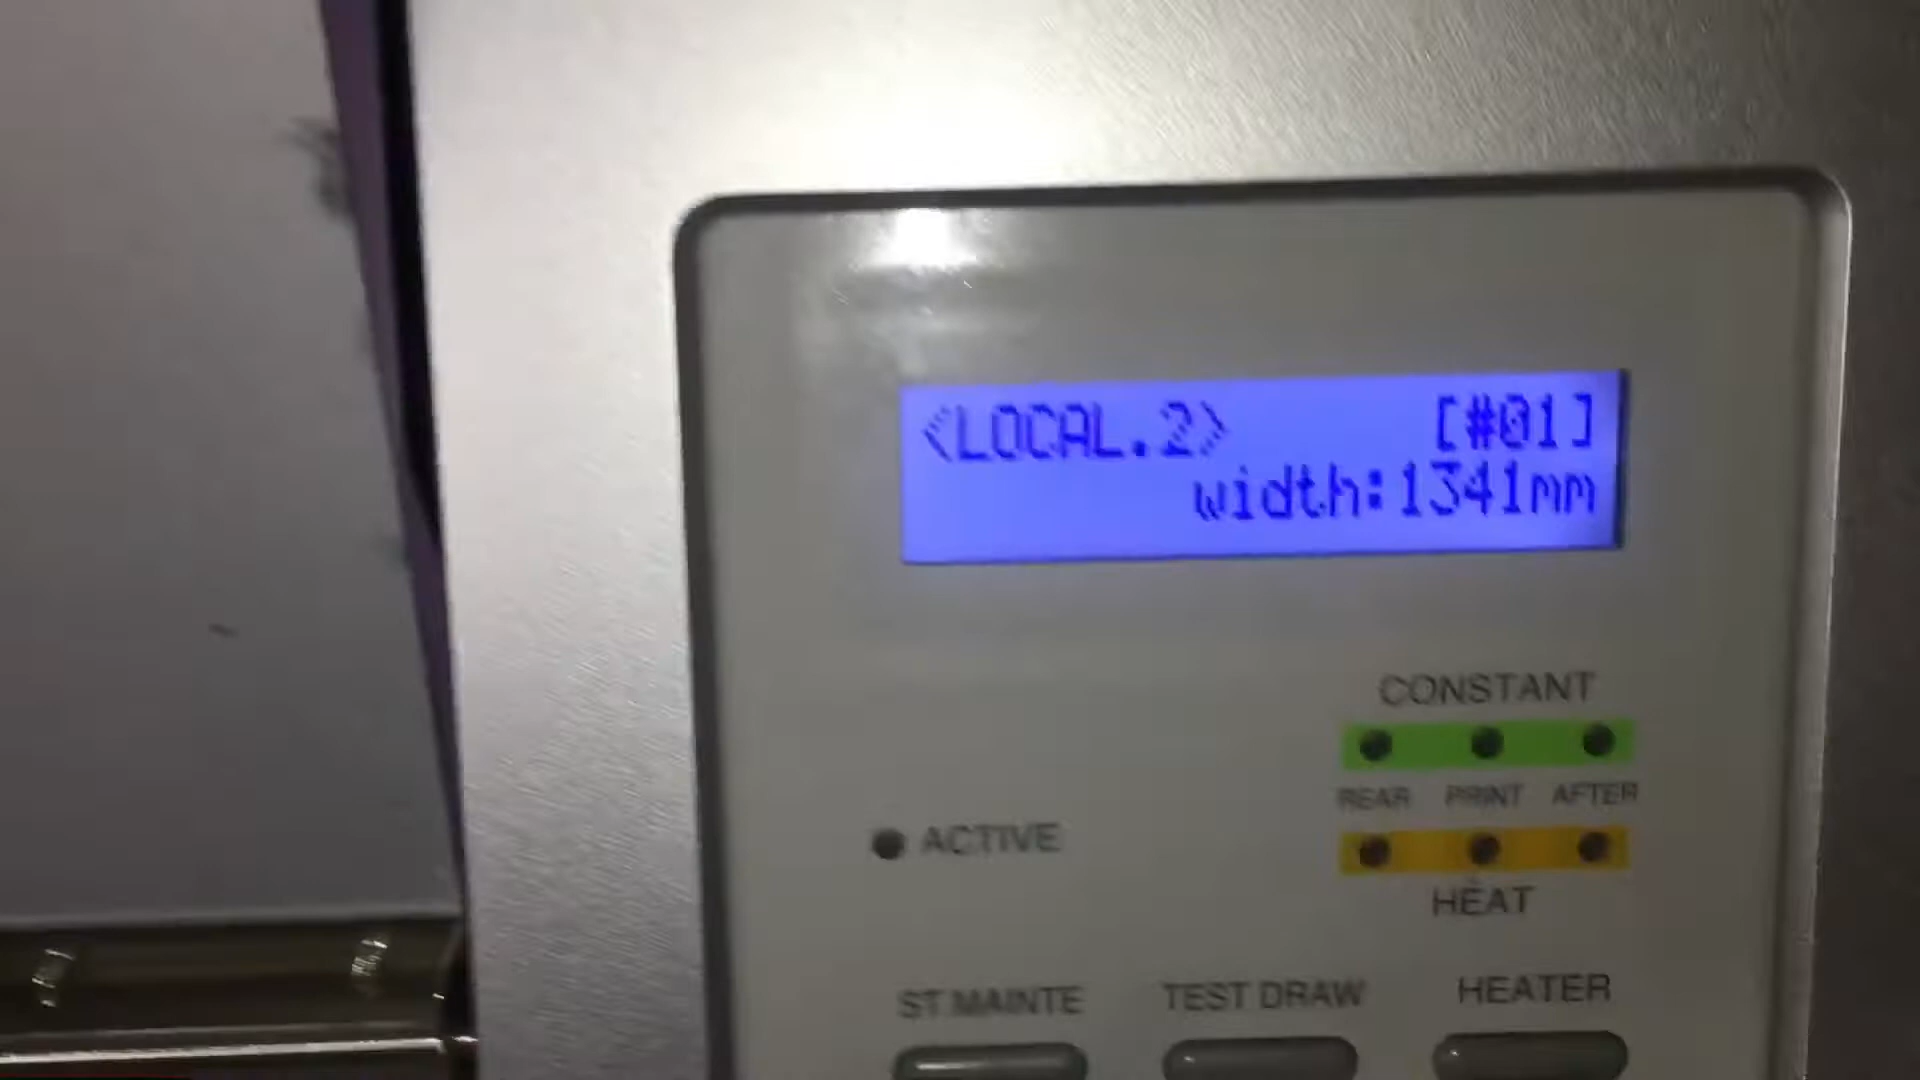 <LOCAL.2> [#01]
width:1341mm
CONSTANT
REAR PRINT AFTER
ACTIVE
HEAT
ST.MAINTE TEST DRAW HEATER